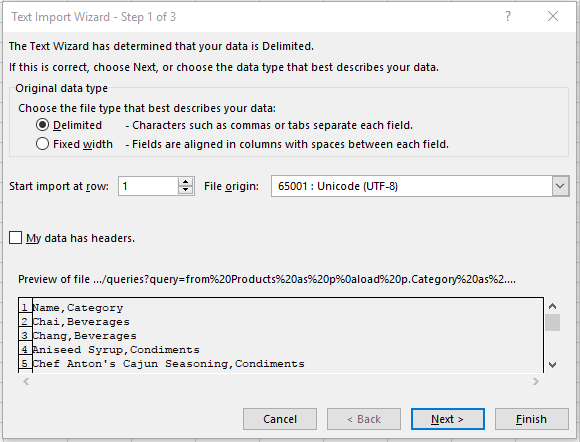 Text Import Wizard - Step 1 of 3
The Text Wizard has determined that your data is Delimited.
If this is correct, choose Next, or choose the data type that best describes your data.
Original data type
Choose the file type that best describes your data:
Delimited - Characters such as commas or tabs separate each field.
Fixed width - Fields are aligned in columns with spaces between each field.
Start import at row: 1 File origin: 65001 : Unicode (UTF-8)
My data has headers.
Preview of file .../queries?query=from%20Products%20as%20p%0aload%20p.Category%20as%2....
1 Name,Category
2 Chai,Beverages
3 Chang,Beverages
4 Aniseed Syrup,Condiments
5 Chef Anton's Cajun Seasoning,Condiments
Cancel < Back Next > Finish